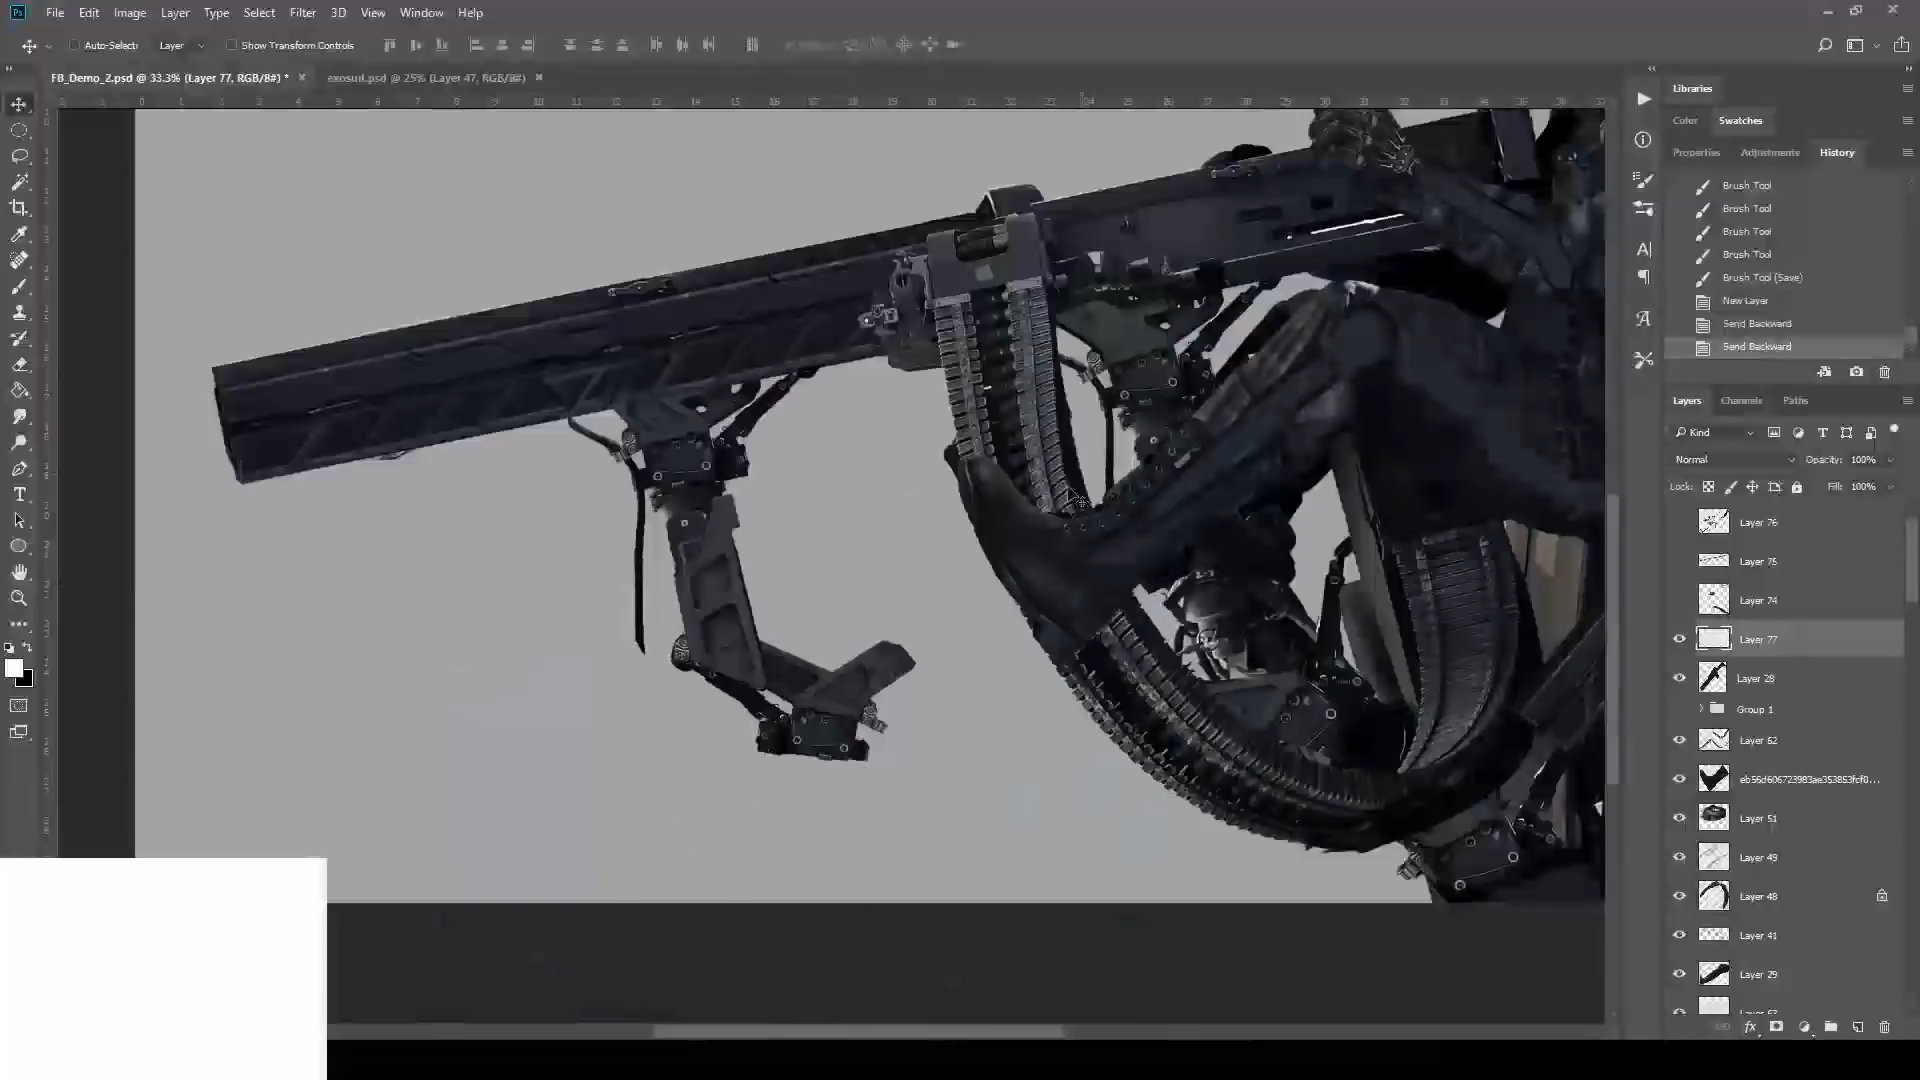 Ps File Edit Image Layer Type Select Filter 3D View Window Help
Auto-Select: Layer Show Transform Controls
FB_Demo_2.psd @ 33.3% (Layer 77, RGB/8#) * exosuit.psd @ 25% (Layer 47, RGB/8#)
Libraries
Color Swatches
Properties Adjustments History
Brush Tool
Brush Tool
Brush Tool
Brush Tool
Brush Tool (Save)
New Layer
Send Backward
Send Backward
Layers Channels Paths
Kind
Normal Opacity: 100%
Lock: Fill: 100%
Layer 76
Layer 75
Layer 74
Layer 77
Layer 28
Group 1
Layer 62
eb56d606723983ae353853fcf0...
Layer 51
Layer 49
Layer 48
Layer 41
Layer 29